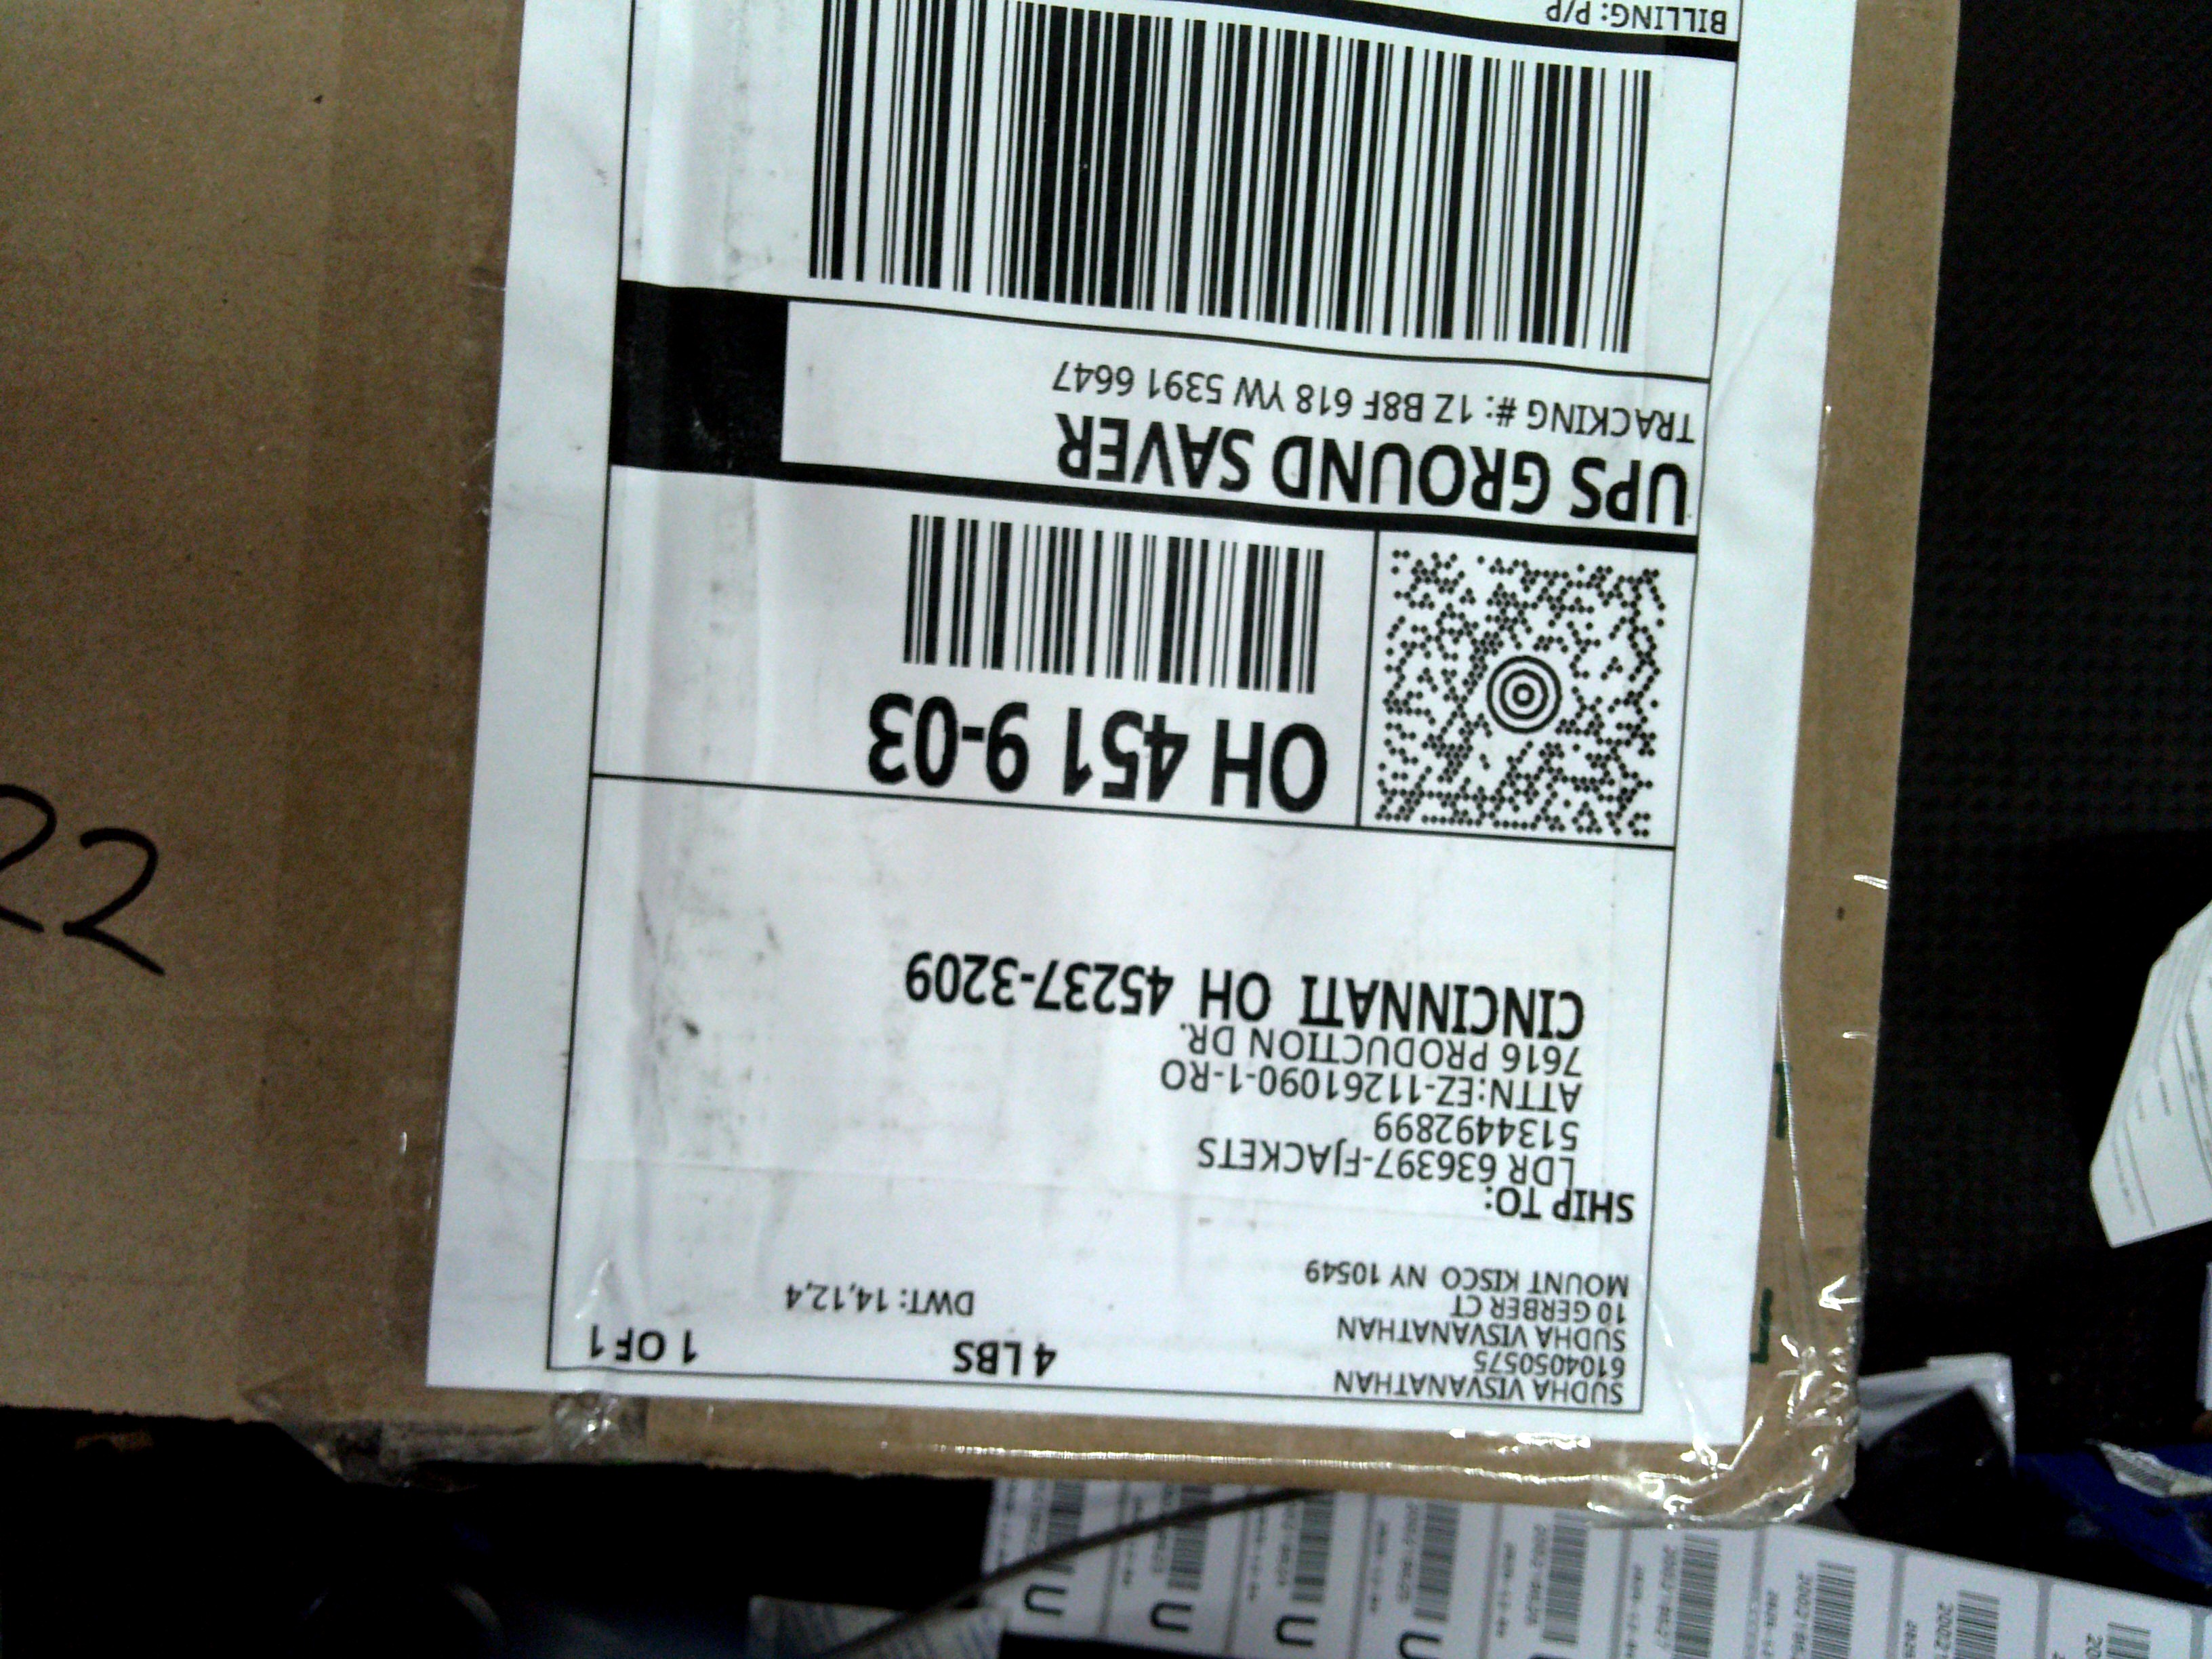 SUDHA VISVANATHAN
6104050575
SUDHA VISVANATHAN
10 GERBER CT
MOUNT KISCO NY 10549
4 LBS
1 OF 1
DWT: 14,12,4
SHIP TO:
LDR 636397-FJACKETS
5134492899
ATTN:EZ-11261090-1-RO
7616 PRODUCTION DR.
CINCINNATI OH 45237-3209
OH 451 9-03
UPS GROUND SAVER
TRACKING #: 1Z B8F 618 YW 5391 6647
BILLING: P/P
22
U
U
U
U